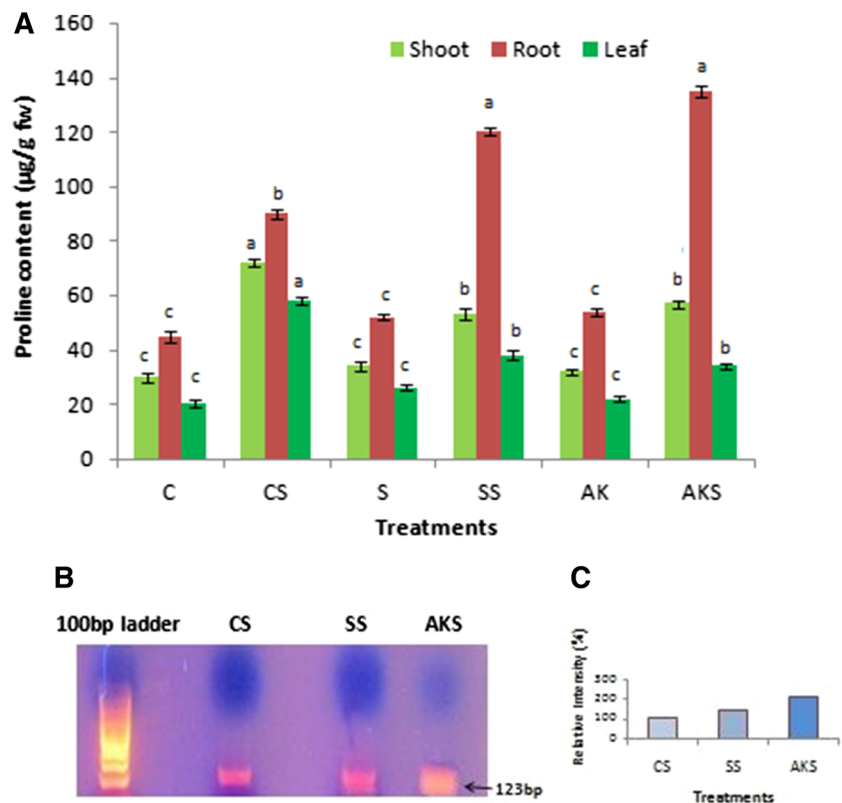 A
160
Shoot Root Leaf
140
120
100
80
60
40
20
0
Proline content (µg/g fw)
c c c
a b a
c c c
b a b
c c c
b a b
C CS S SS AK AKS
Treatments
B
100bp ladder CS SS AKS
123bp
C
Relative Intensity (%)
300
200
100
0
CS SS AKS
Treatments